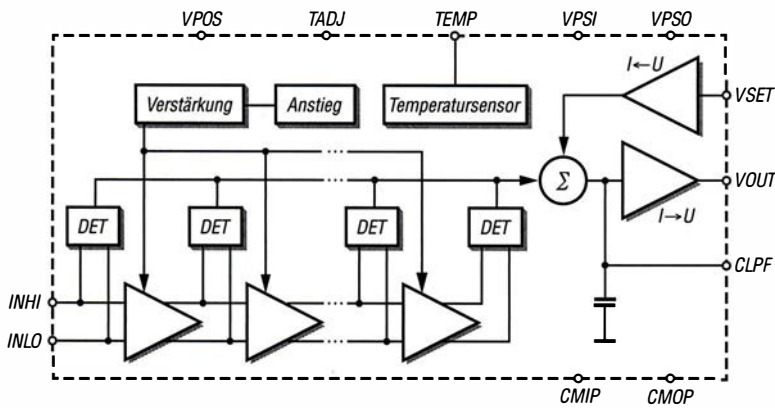 VPOS TADJ TEMP VPSI VPSO
I←U
Verstärkung Anstieg Temperatursensor
VSET
Σ
VOUT
DET DET DET DET
I→U
CLPF
INHI
INLO
CMIP CMOP